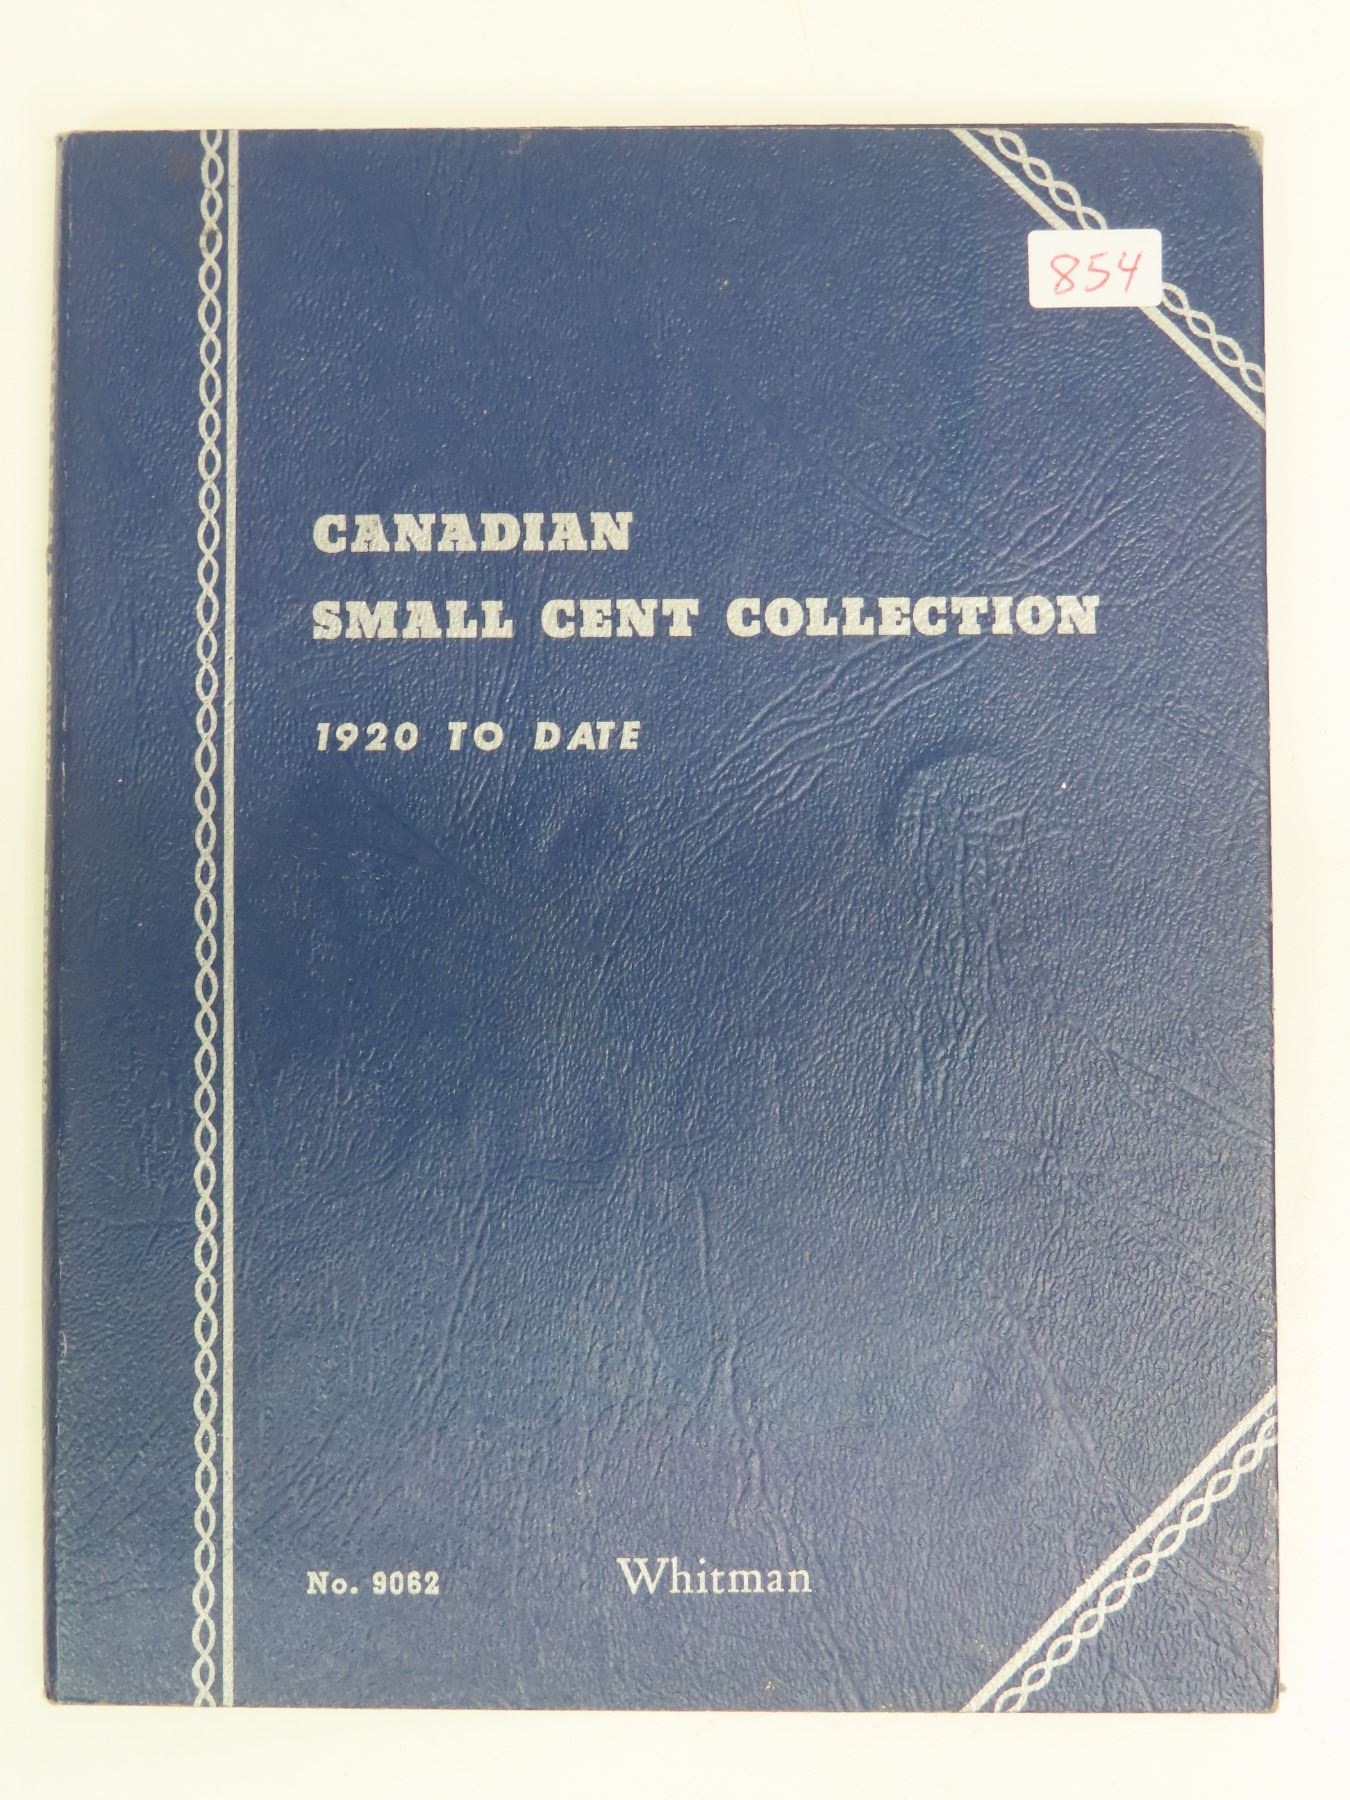 854
CANADIAN
SMALL CENT COLLECTION
1920 TO DATE
No. 9062 Whitman